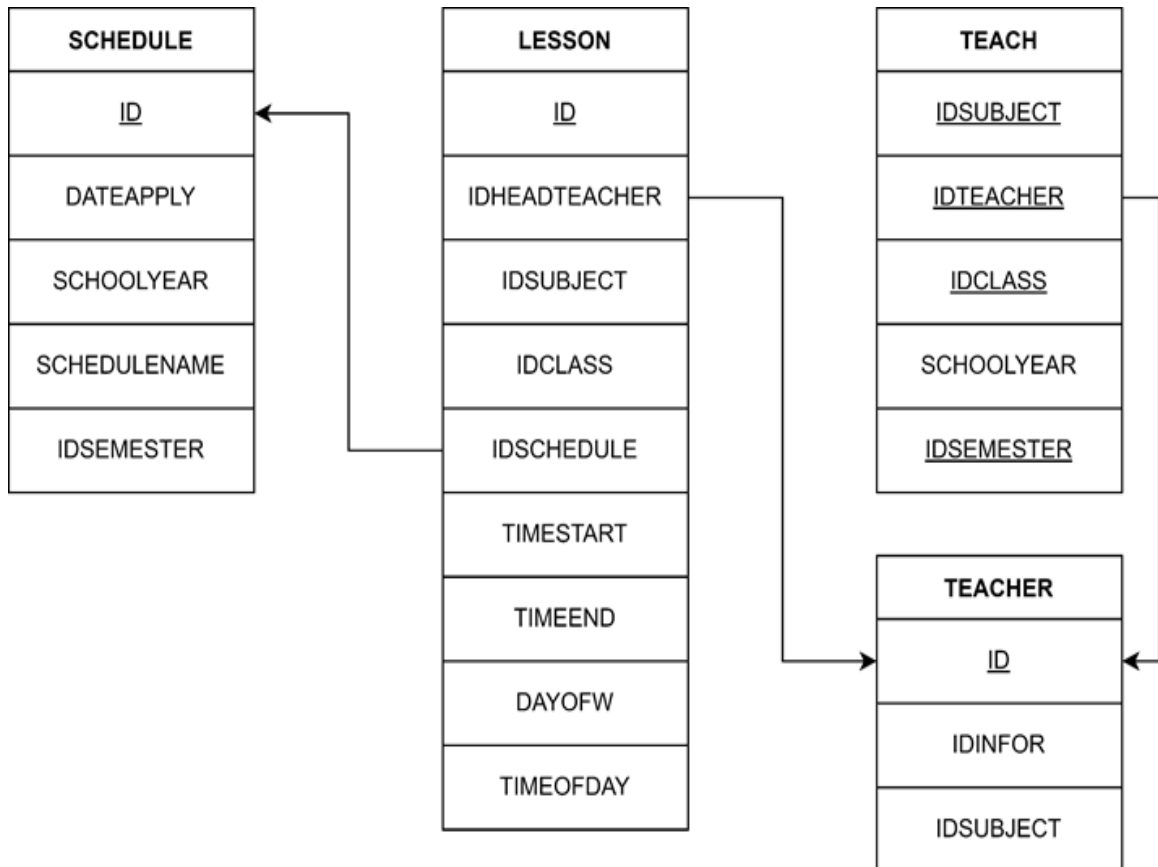 SCHEDULE
ID
DATEAPPLY
SCHOOLYEAR
SCHEDULENAME
IDSEMESTER
LESSON
ID
IDHEADTEACHER
IDSUBJECT
IDCLASS
IDSCHEDULE
TIMESTART
TIMEEND
DAYOFW
TIMEOFDAY
TEACH
IDSUBJECT
IDTEACHER
IDCLASS
SCHOOLYEAR
IDSEMESTER
TEACHER
ID
IDINFOR
IDSUBJECT